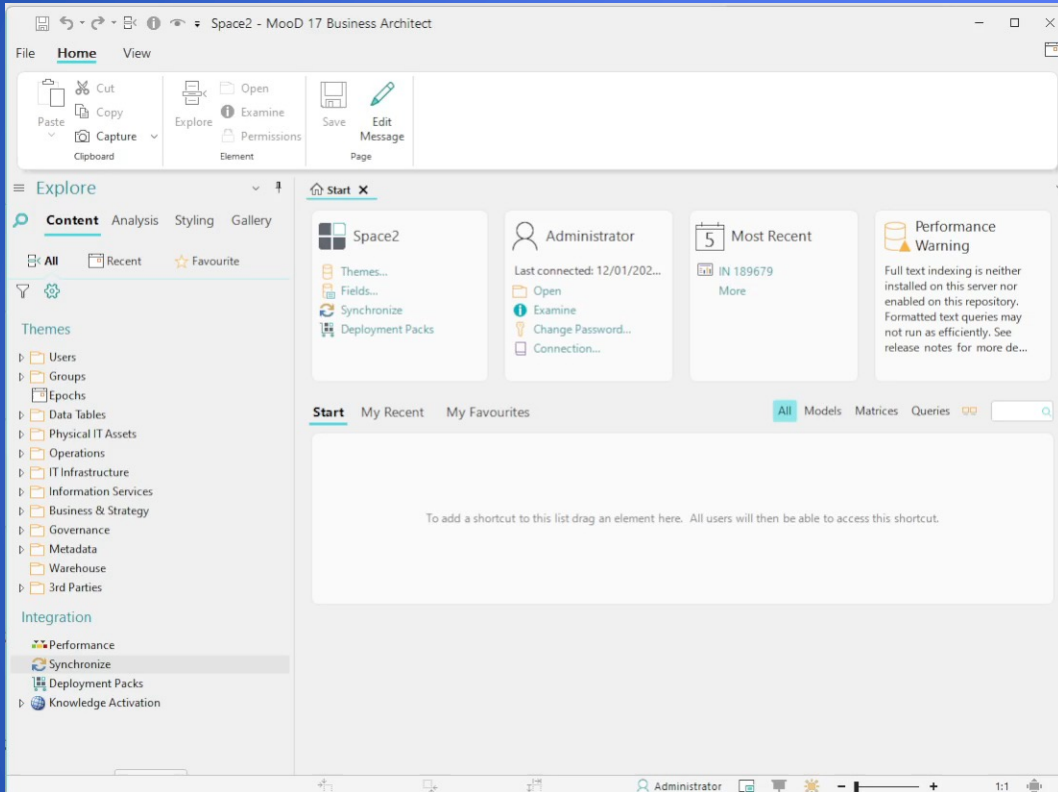 Space2 - MooD 17 Business Architect
File Home View
Paste
Cut
Copy
Capture
Clipboard
Explore
Open
Examine
Permissions
Element
Save
Edit
Message
Page
Explore
Content Analysis Styling Gallery
All Recent Favourite
Themes
Users
Groups
Epochs
Data Tables
Physical IT Assets
Operations
IT Infrastructure
Information Services
Business & Strategy
Governance
Metadata
Warehouse
3rd Parties
Integration
Performance
Synchronize
Deployment Packs
Knowledge Activation
Start
Space2
Themes...
Fields...
Synchronize
Deployment Packs
Administrator
Last connected: 12/01/202...
Open
Examine
Change Password...
Connection...
5 Most Recent
IN 189679
More
Performance
Warning
Full text indexing is neither
installed on this server nor
enabled on this repository.
Formatted text queries may
not run as efficiently. See
release notes for more de...
Start My Recent My Favourites
All Models Matrices Queries
To add a shortcut to this list drag an element here. All users will then be able to access this shortcut.
Administrator
1:1